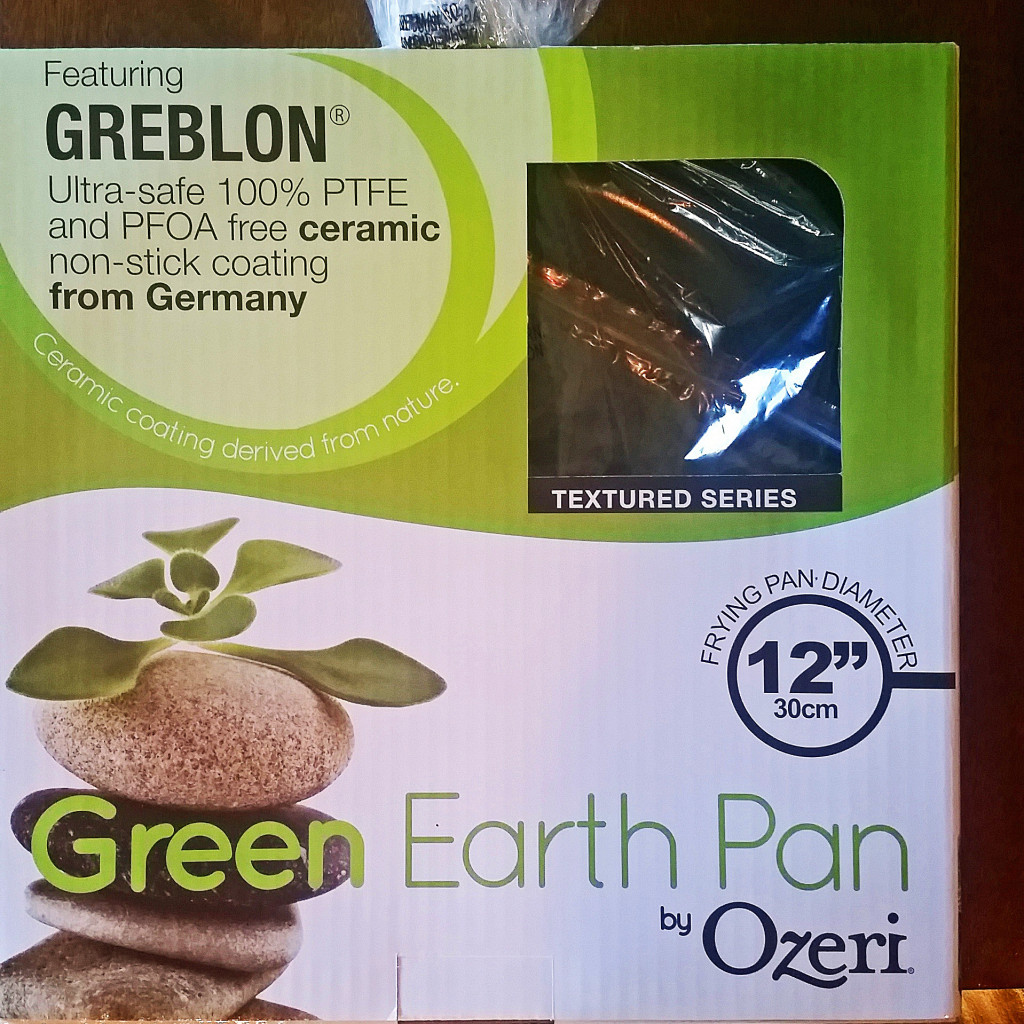 Featuring
GREBLON®
Ultra-safe 100% PTFE
and PFOA free ceramic
non-stick coating
from Germany
Ceramic coating derived from nature.
TEXTURED SERIES
FRYING PAN·DIAMETER
12”
30cm
Green Earth Pan
by Ozeri®